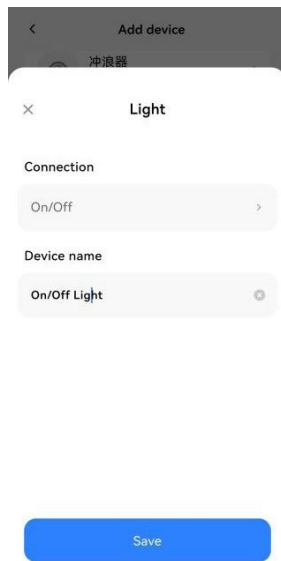 Add device
冲浪器
Light
Connection
On/Off
Device name
On/Off Light
Save